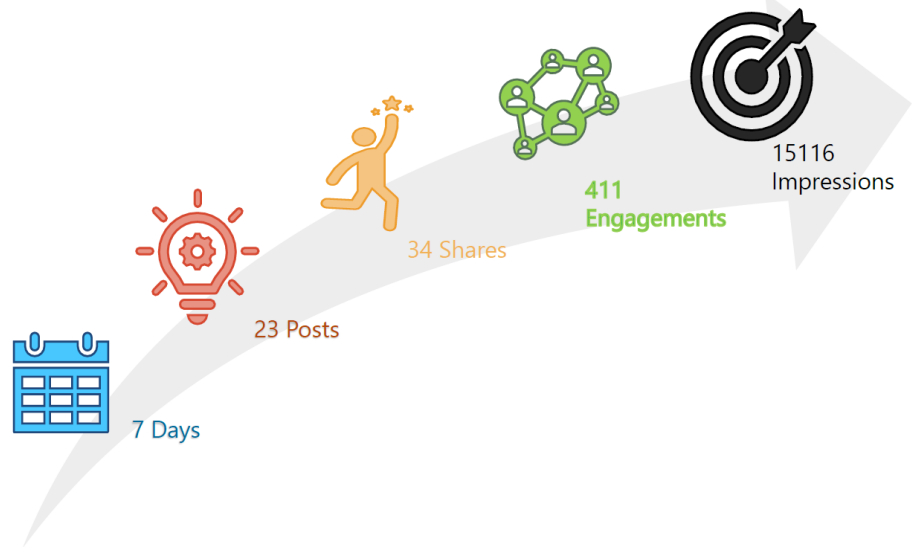 7 Days
23 Posts
34 Shares
411
Engagements
15116
Impressions